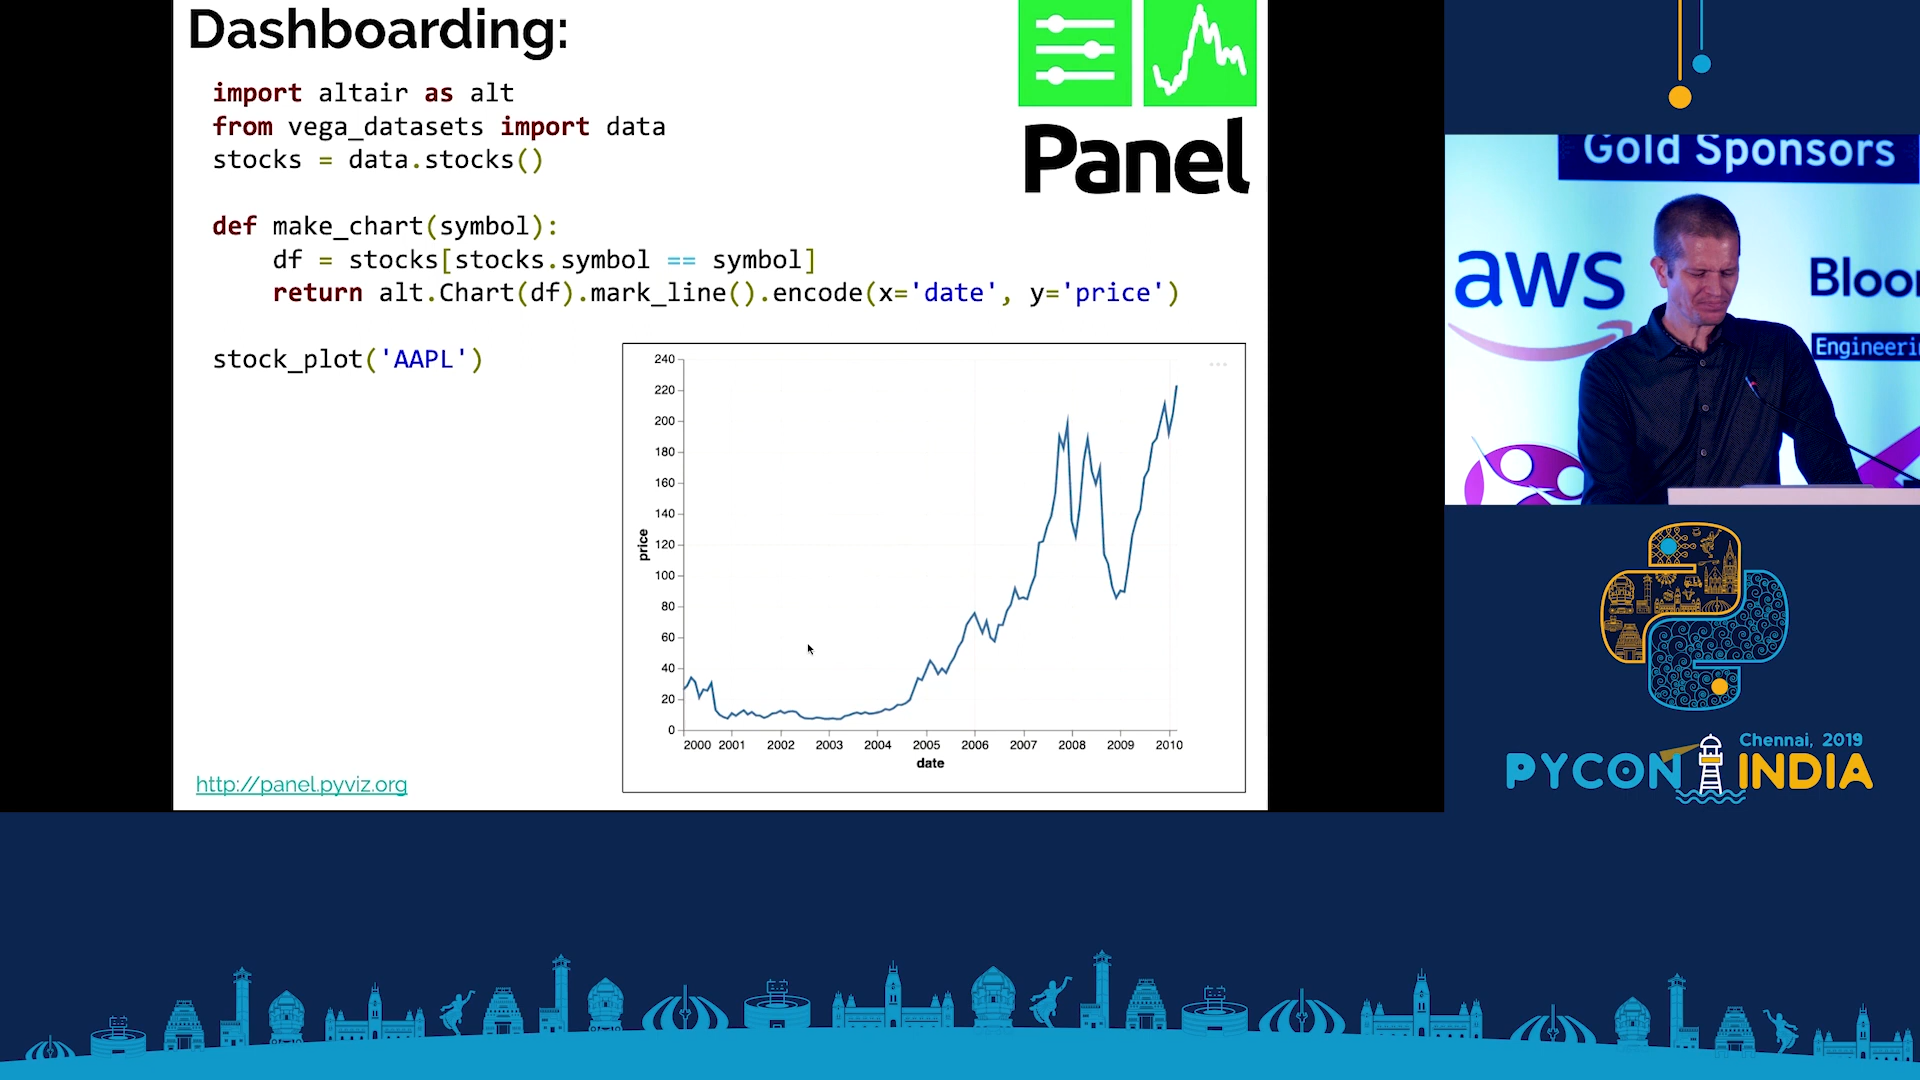 Dashboarding:
import altair as alt
from vega_datasets import data
stocks = data.stocks()
def make_chart(symbol):
df = stocks[stocks.symbol == symbol]
return alt.Chart(df).mark_line().encode(x='date', y='price')
stock_plot('AAPL')
Panel
240
220
200
180
160
140
120
100
80
60
40
20
0
price
2000 2001 2002 2003 2004 2005 2006 2007 2008 2009 2010
date
http://panel.pyviz.org
Gold Sponsors
aws
Bloo
Engineeri
Chennai, 2019
PYCON INDIA